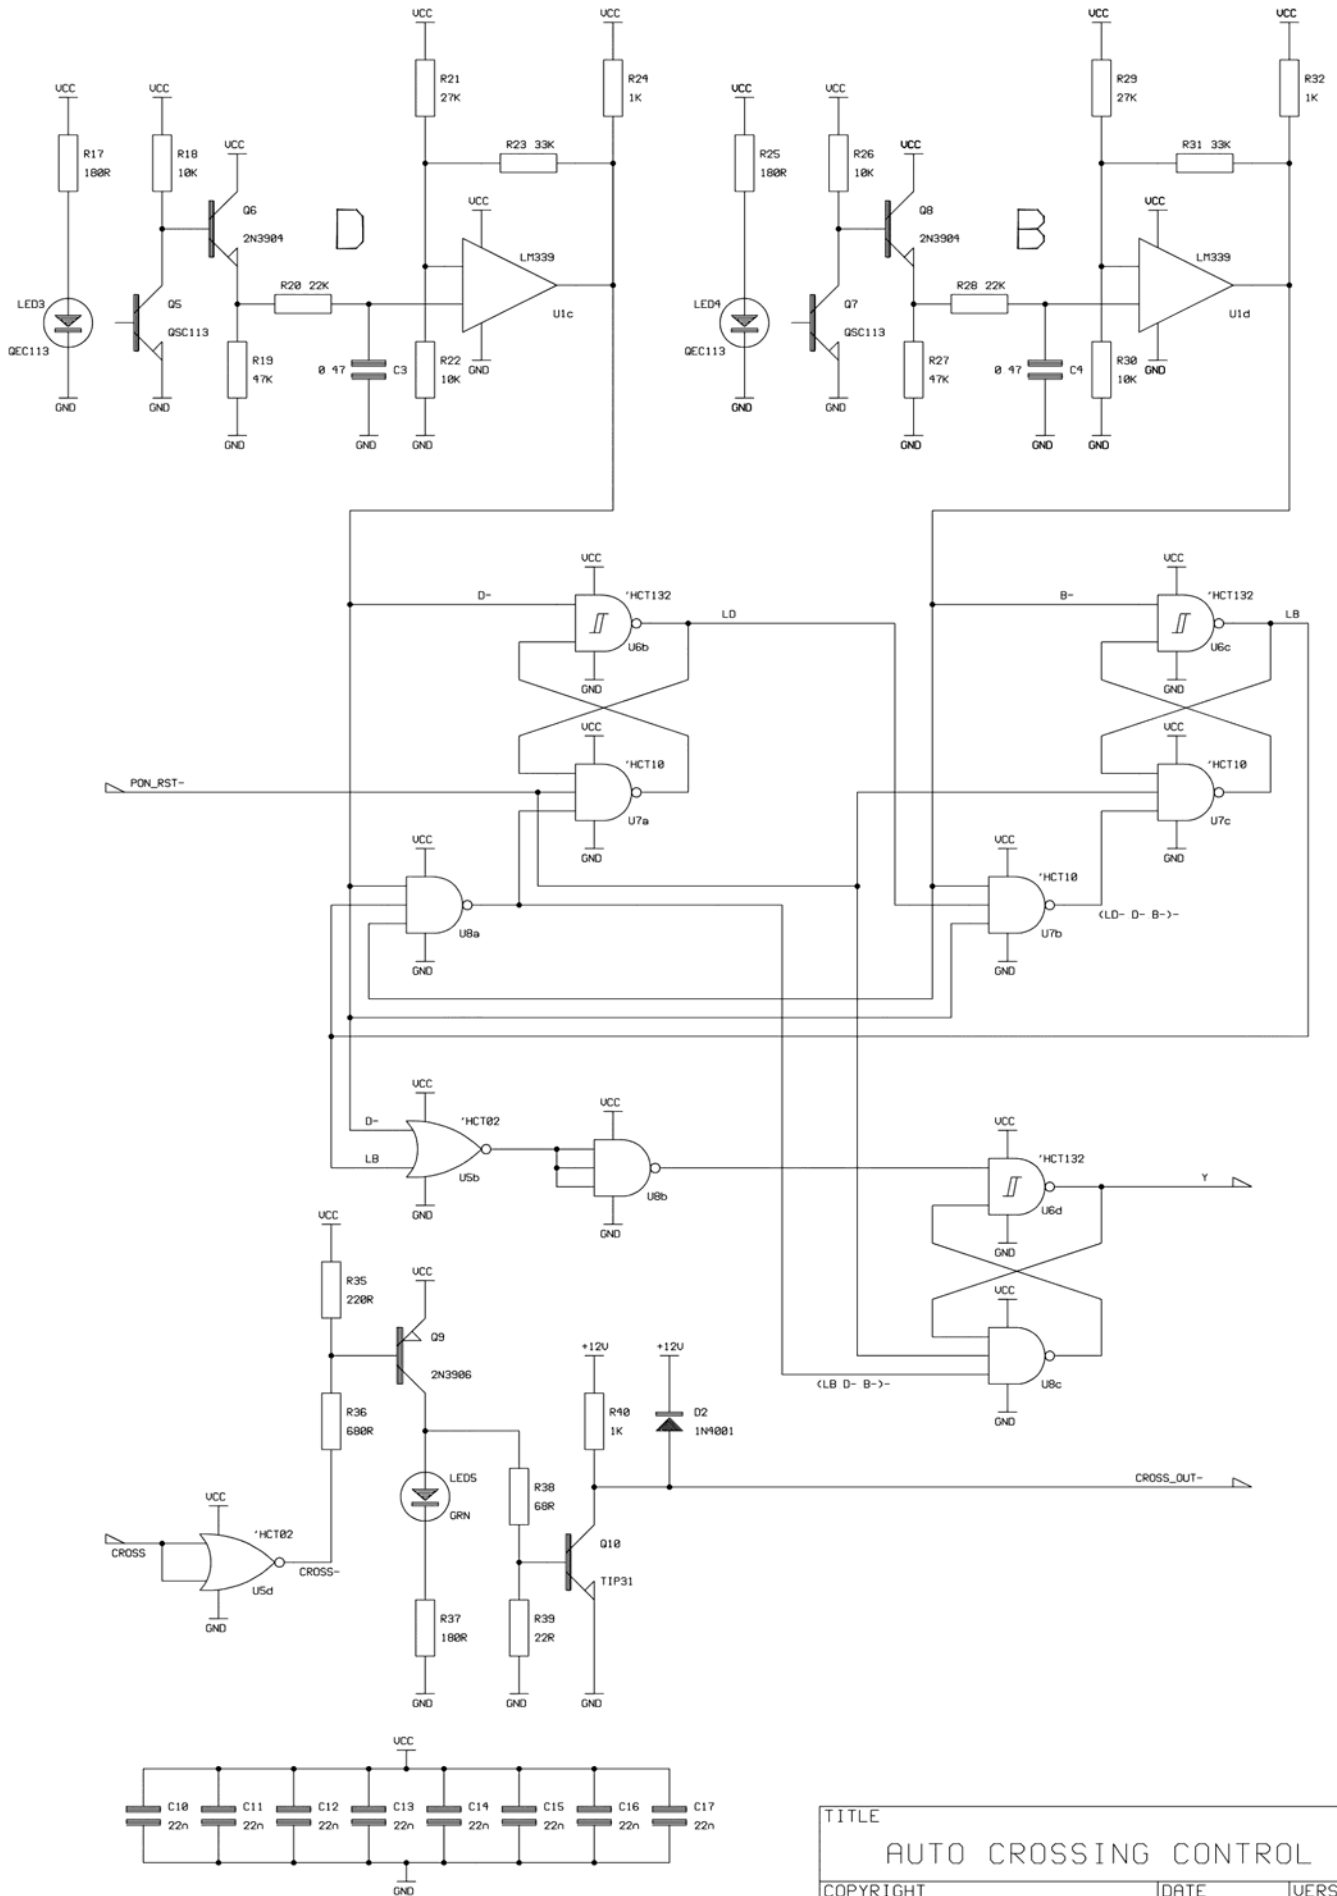 VCC
VCC
VCC
VCC
R21
27K
R24
1K
R29
27K
R32
1K
VCC
VCC
VCC
VCC
VCC
VCC
R17
180R
R18
10K
R23 33K
R25
180R
R26
10K
R31 33K
Q6
2N3904
D
VCC
LM339
Q8
2N3904
B
VCC
LM339
LED3
QEC113
Q5
QSC113
R20 22K
U1c
LED4
QEC113
Q7
QSC113
R28 22K
U1d
R19
47K
0 47
C3
R22
10K
GND
R27
47K
0 47
C4
R30
10K
GND
GND
GND
GND
GND
GND
GND
GND
GND
GND
GND
VCC
VCC
D-
'HCT132
LD
B-
'HCT132
LB
U6b
U6c
GND
GND
VCC
VCC
PON_RST-
'HCT10
'HCT10
U7a
U7c
VCC
GND
VCC
GND
'HCT10
U8a
U7b
(LD- D- B-)-
GND
GND
VCC
VCC
VCC
D-
'HCT02
'HCT132
LB
U5b
U8b
Y
U6d
GND
GND
GND
VCC
R35
220R
VCC
VCC
Q9
2N3906
+12V
+12V
(LB D- B-)-
U8c
GND
R36
680R
R40
1K
D2
1N4001
LED5
GRN
R38
68R
CROSS_OUT-
VCC
CROSS
'HCT02
U5d
CROSS-
Q10
TIP31
GND
R37
180R
R39
22R
GND
GND
GND
VCC
C10
22n
C11
22n
C12
22n
C13
22n
C14
22n
C15
22n
C16
22n
C17
22n
GND
TITLE
AUTO CROSSING CONTROL
COPYRIGHT
DATE
VERS